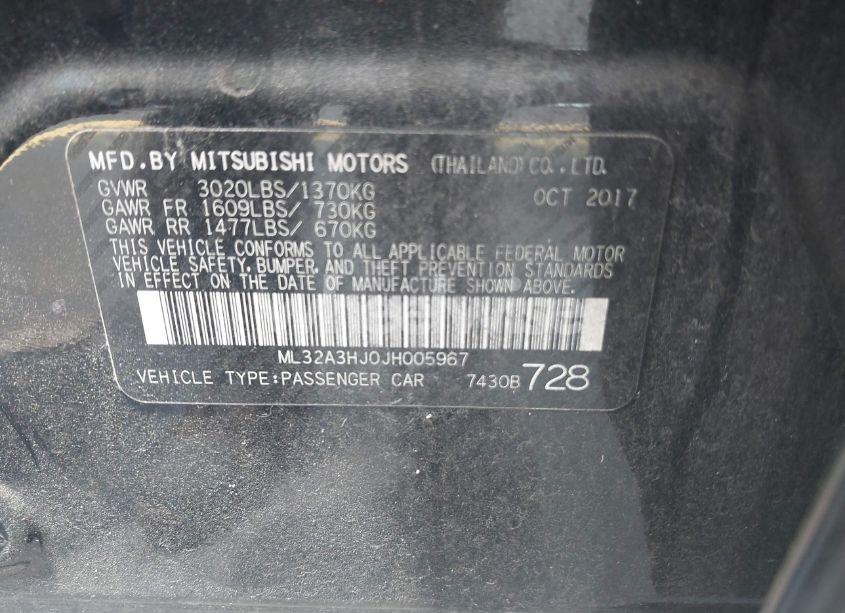 MFD.BY MITSUBISHI MOTORS (THAILAND) CO.,LTD.
GVWR 3020LBS/1370KG OCT 2017
GAWR FR 1609LBS/ 730KG
GAWR RR 1477LBS/ 670KG
THIS VEHICLE CONFORMS TO ALL APPLICABLE FEDERAL MOTOR
VEHICLE SAFETY, BUMPER, AND THEFT PREVENTION STANDARDS
IN EFFECT ON THE DATE OF MANUFACTURE SHOWN ABOVE.
ML32A3HJ0JH005967
VEHICLE TYPE:PASSENGER CAR 7430B 728